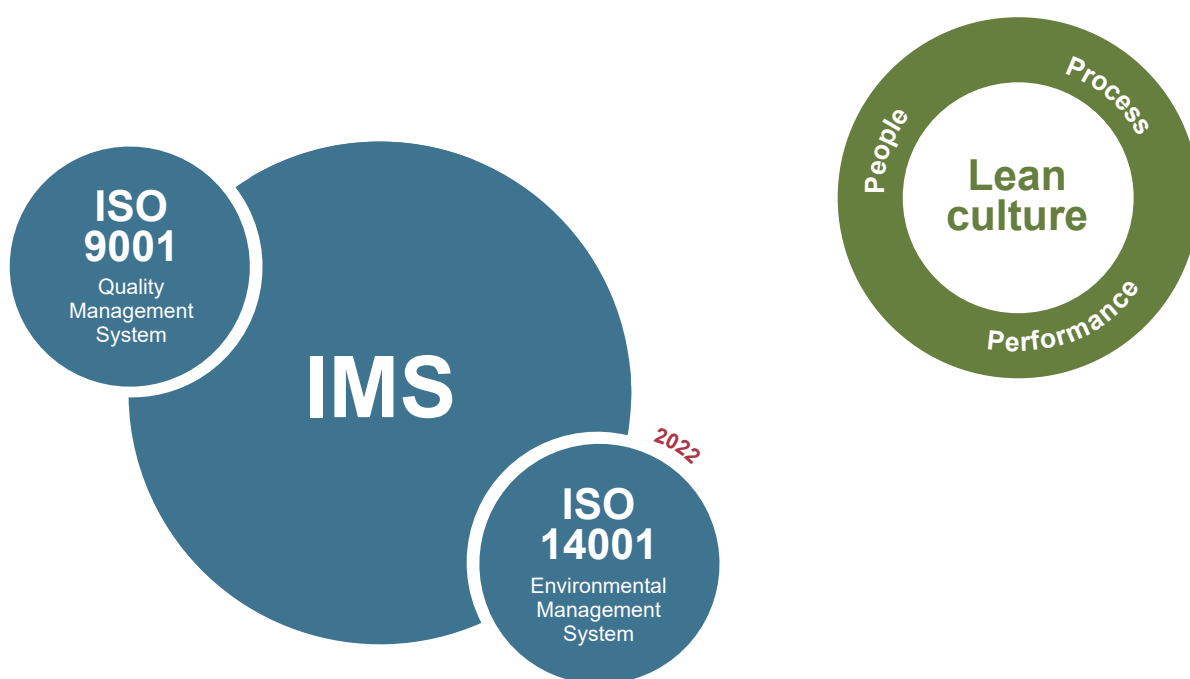 ISO
9001
Quality
Management
System
IMS
2022
ISO
14001
Environmental
Management
System
People
Process
Performance
Lean
culture